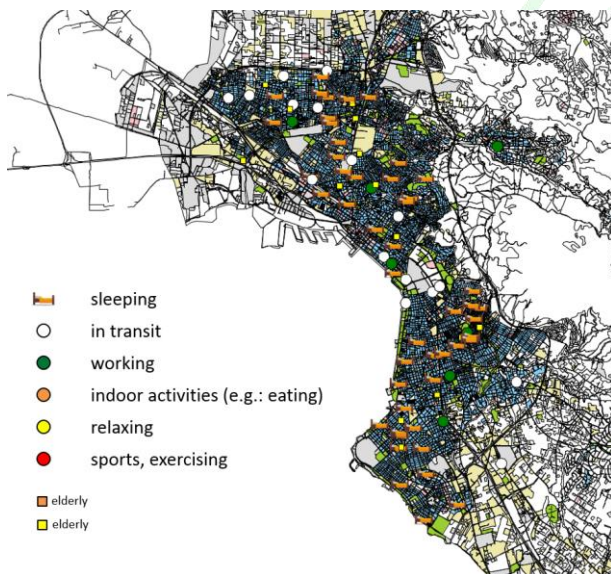 sleeping
in transit
working
indoor activities (e.g.: eating)
relaxing
sports, exercising
elderly
elderly